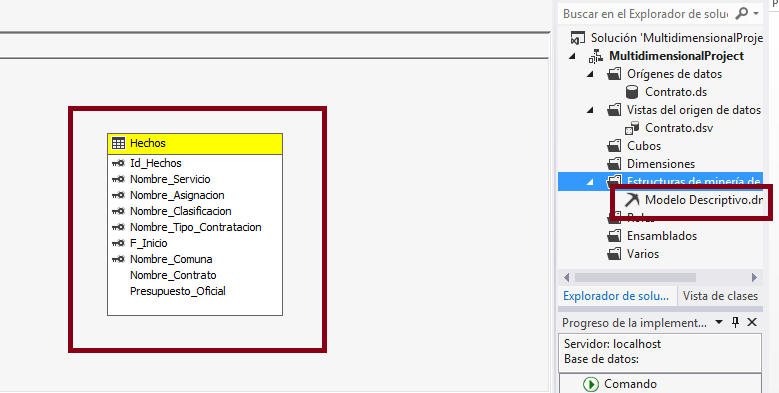 Hechos
Id_Hechos
Nombre_Servicio
Nombre_Asignacion
Nombre_Clasificacion
Nombre_Tipo_Contratacion
F_Inicio
Nombre_Comuna
Nombre_Contrato
Presupuesto_Oficial
Buscar en el Explorador de soluc
Solución 'MultidimensionalProje
MultidimensionalProject
Orígenes de datos
Contrato.ds
Vistas del origen de datos
Contrato.dsv
Cubos
Dimensiones
Estructuras de minería de
Modelo Descriptivo.dm
Roles
Ensamblados
Varios
Explorador de solu...
Vista de clases
Progreso de la implement...
Servidor: localhost
Base de datos:
Comando